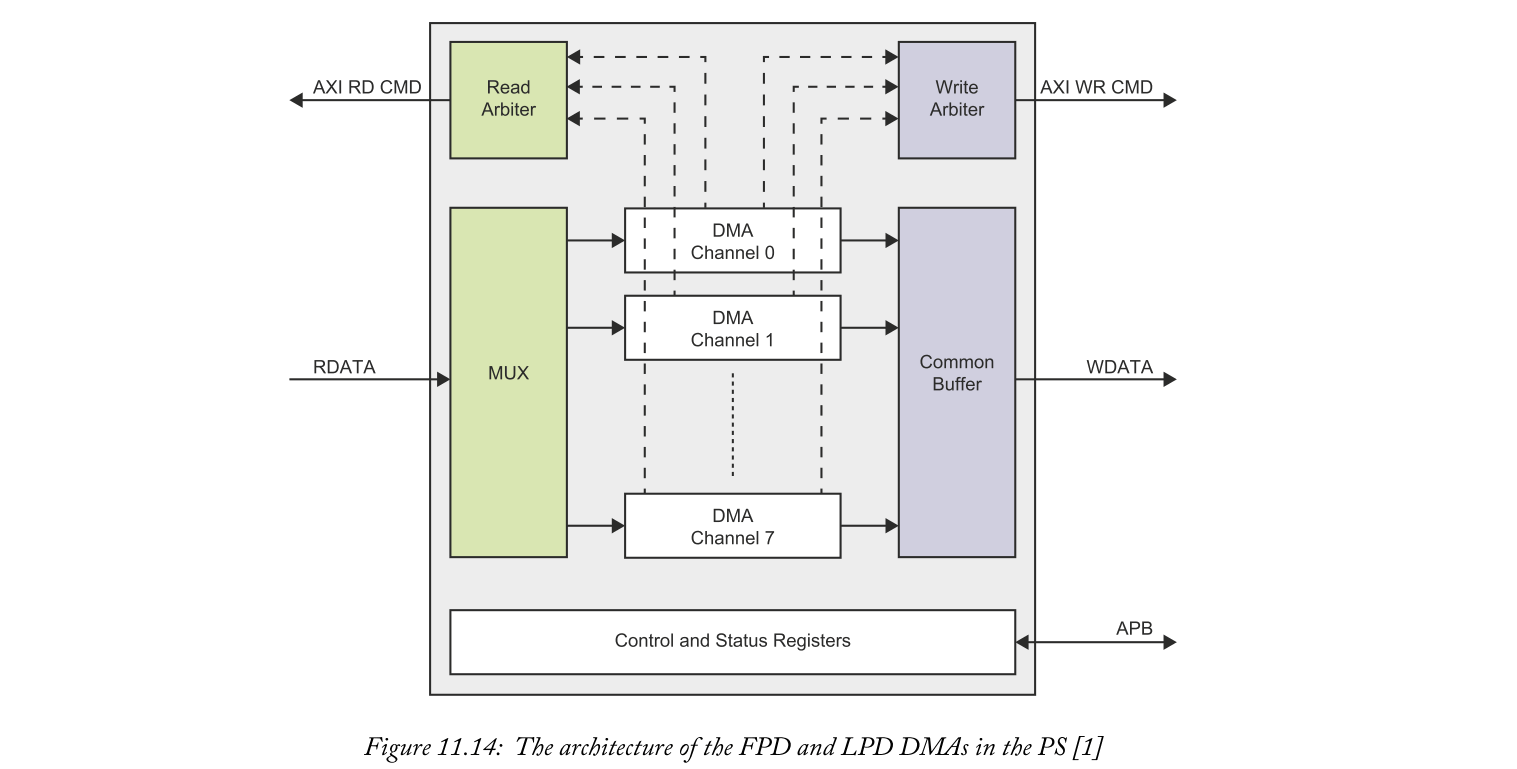 AXI RD CMD
Read
Arbiter
Write
Arbiter
AXI WR CMD
DMA
Channel 0
DMA
Channel 1
RDATA
MUX
Common
Buffer
WDATA
DMA
Channel 7
Control and Status Registers
APB
Figure 11.14: The architecture of the FPD and LPD DMAs in the PS [1]